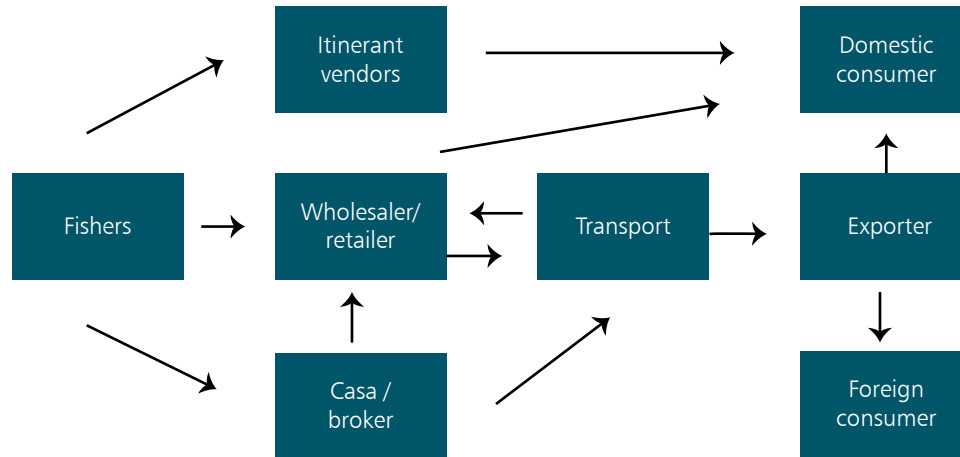 Itinerant
vendors
Domestic
consumer
Fishers
Wholesaler/
retailer
Transport
Exporter
Casa /
broker
Foreign
consumer